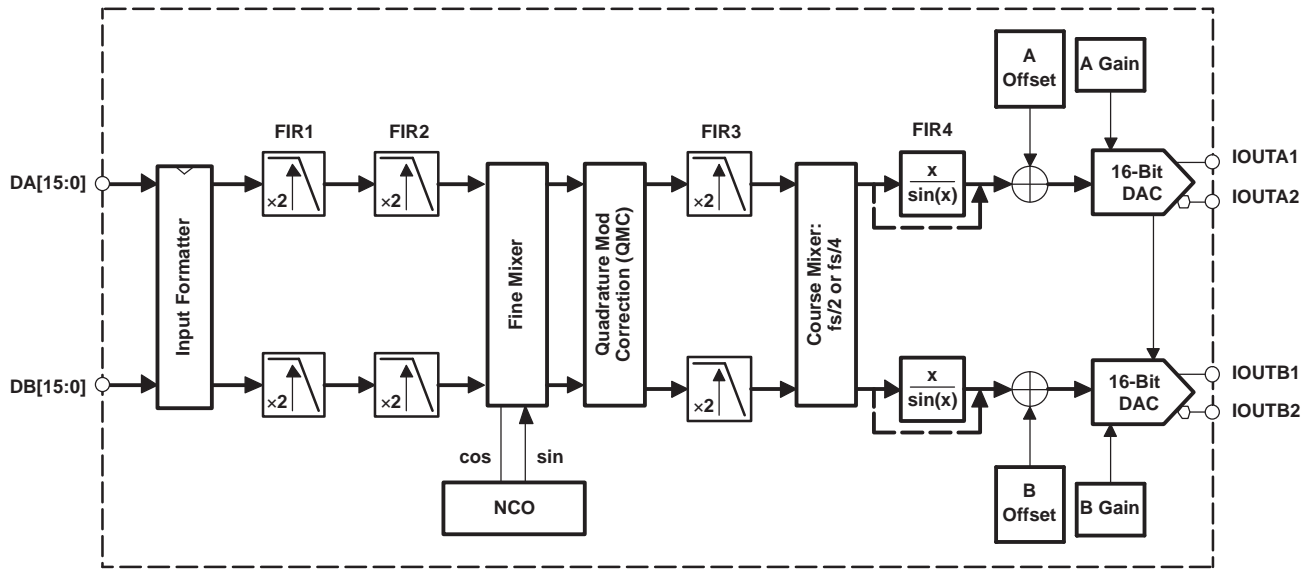 A
Offset
A Gain
FIR1
FIR2
FIR3
FIR4
DA[15:0]
×2
×2
×2
x
sin(x)
16-Bit
DAC
IOUTA1
IOUTA2
Input Formatter
Fine Mixer
Quadrature Mod
Correction (QMC)
Course Mixer:
fs/2 or fs/4
DB[15:0]
×2
×2
×2
x
sin(x)
16-Bit
DAC
IOUTB1
IOUTB2
cos
sin
NCO
B
Offset
B Gain